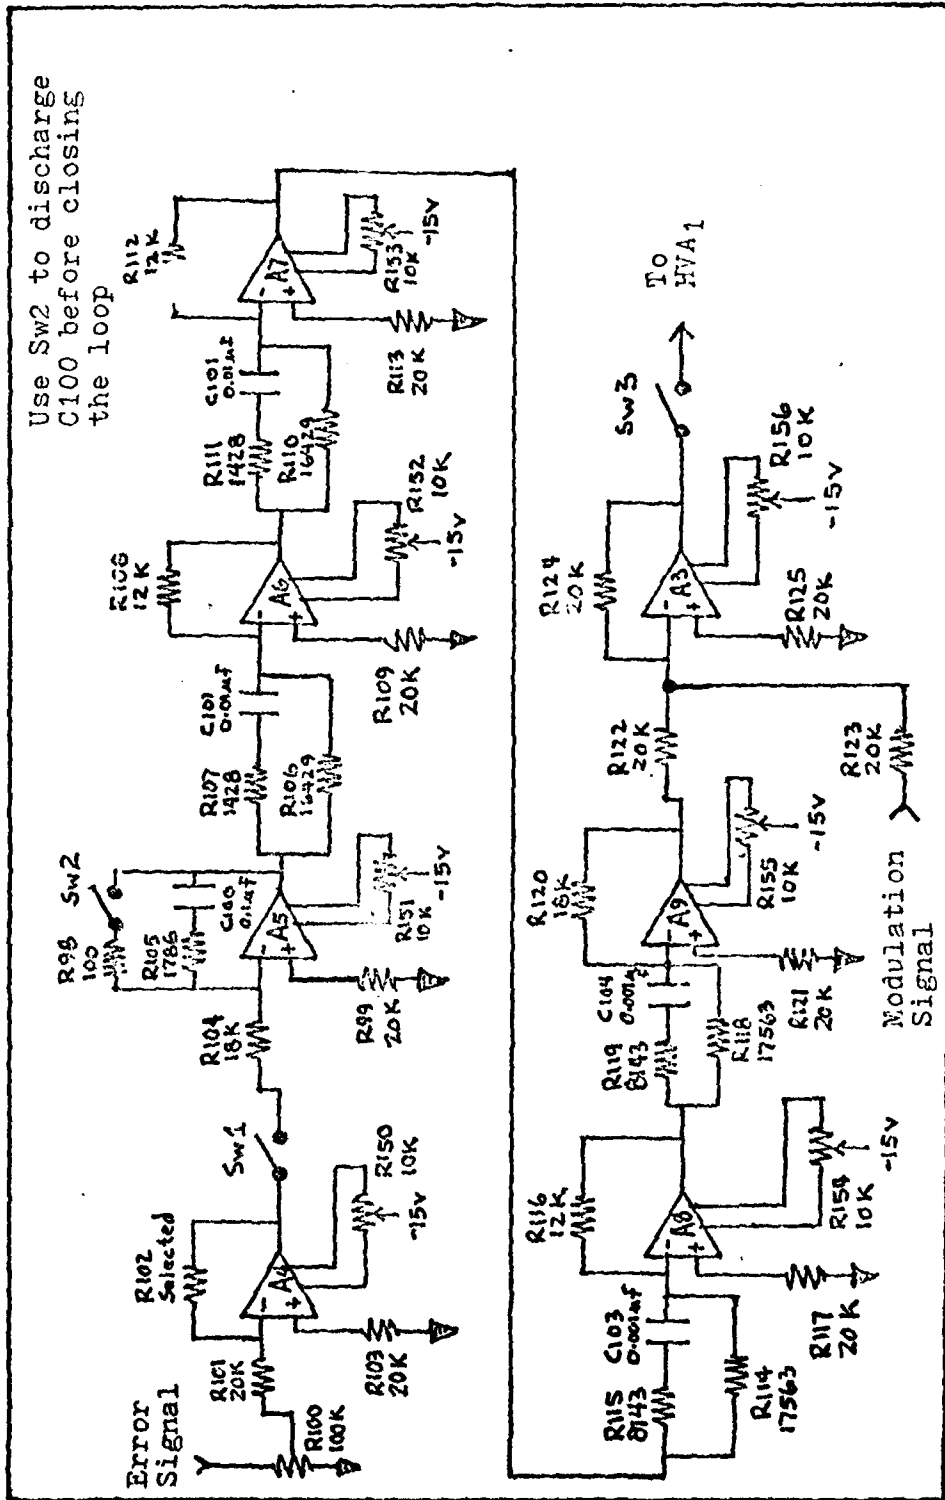 Use Sw2 to discharge
C100 before closing
the loop
Error
Signal
R100
100K
R101
20K
R102
Selected
A4
-
+
R103
20K
R150
10K
-15V
Sw1
R104
18K
R98
100
Sw2
R105
1786
C100
0.1uf
A5
-
+
R99
20K
R151
10K
-15V
R107
1428
C101
0.01uf
R106
16429
R108
12K
A6
-
+
R109
20K
R152
10K
-15V
R111
1428
C101
0.01uf
R110
16429
R112
12K
A7
-
+
R113
20K
R153
10K
-15V
R115
8143
C103
0.001uf
R114
17563
R116
12K
A8
-
+
R117
20K
R154
10K
-15V
R119
8143
C104
0.001uf
R118
17563
R120
18K
A9
-
+
R121
20K
R155
10K
-15V
R122
20K
R123
20K
Modulation
Signal
R124
20K
A3
-
+
R125
20K
R156
10K
-15V
Sw3
To
HVA1